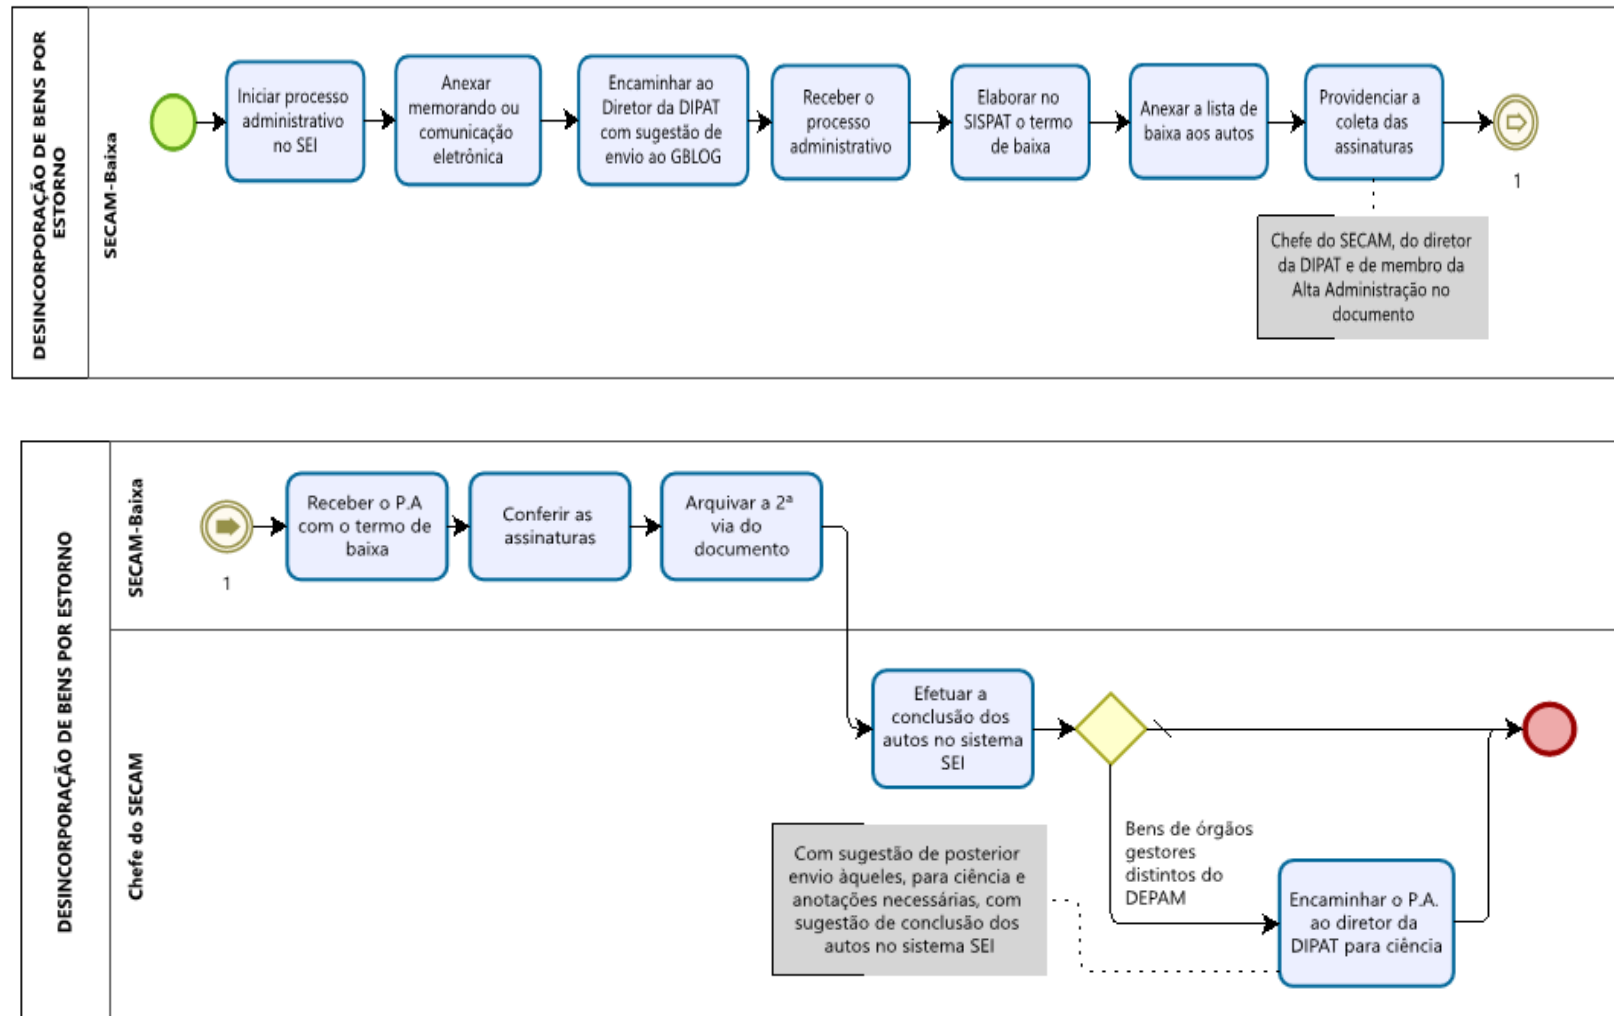 DESINCORPORAÇÃO DE BENS POR
ESTORNO
SECAM-Baixa
Iniciar processo
administrativo
no SEI
Anexar
memorando ou
comunicação
eletrônica
Encaminhar ao
Diretor da DIPAT
com sugestão de
envio ao GBLOG
Receber o
processo
administrativo
Elaborar no
SISPAT o termo
de baixa
Anexar a lista de
baixa aos autos
Providenciar a
coleta das
assinaturas
1
Chefe do SECAM, do diretor
da DIPAT e de membro da
Alta Administração no
documento
DESINCORPORAÇÃO DE BENS POR ESTORNO
SECAM-Baixa
1
Receber o P.A
com o termo de
baixa
Conferir as
assinaturas
Arquivar a 2ª
via do
documento
Chefe do SECAM
Efetuar a
conclusão dos
autos no sistema
SEI
Bens de órgãos
gestores
distintos do
DEPAM
Com sugestão de posterior
envio àqueles, para ciência e
anotações necessárias, com
sugestão de conclusão dos
autos no sistema SEI
Encaminhar o P.A.
ao diretor da
DIPAT para ciência